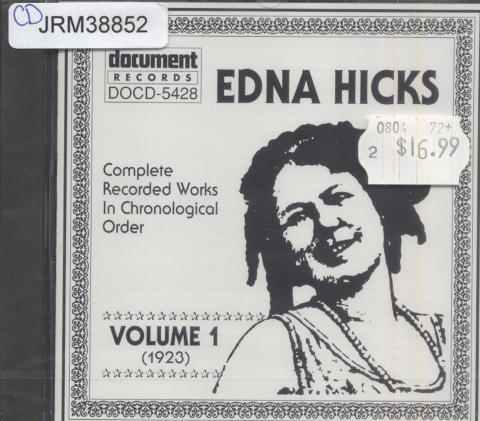 CD JRM38852
document
RECORDS
DOCD-5428
EDNA HICKS
0804 72+
2 $16.99
Complete
Recorded Works
In Chronological
Order
VOLUME 1
(1923)